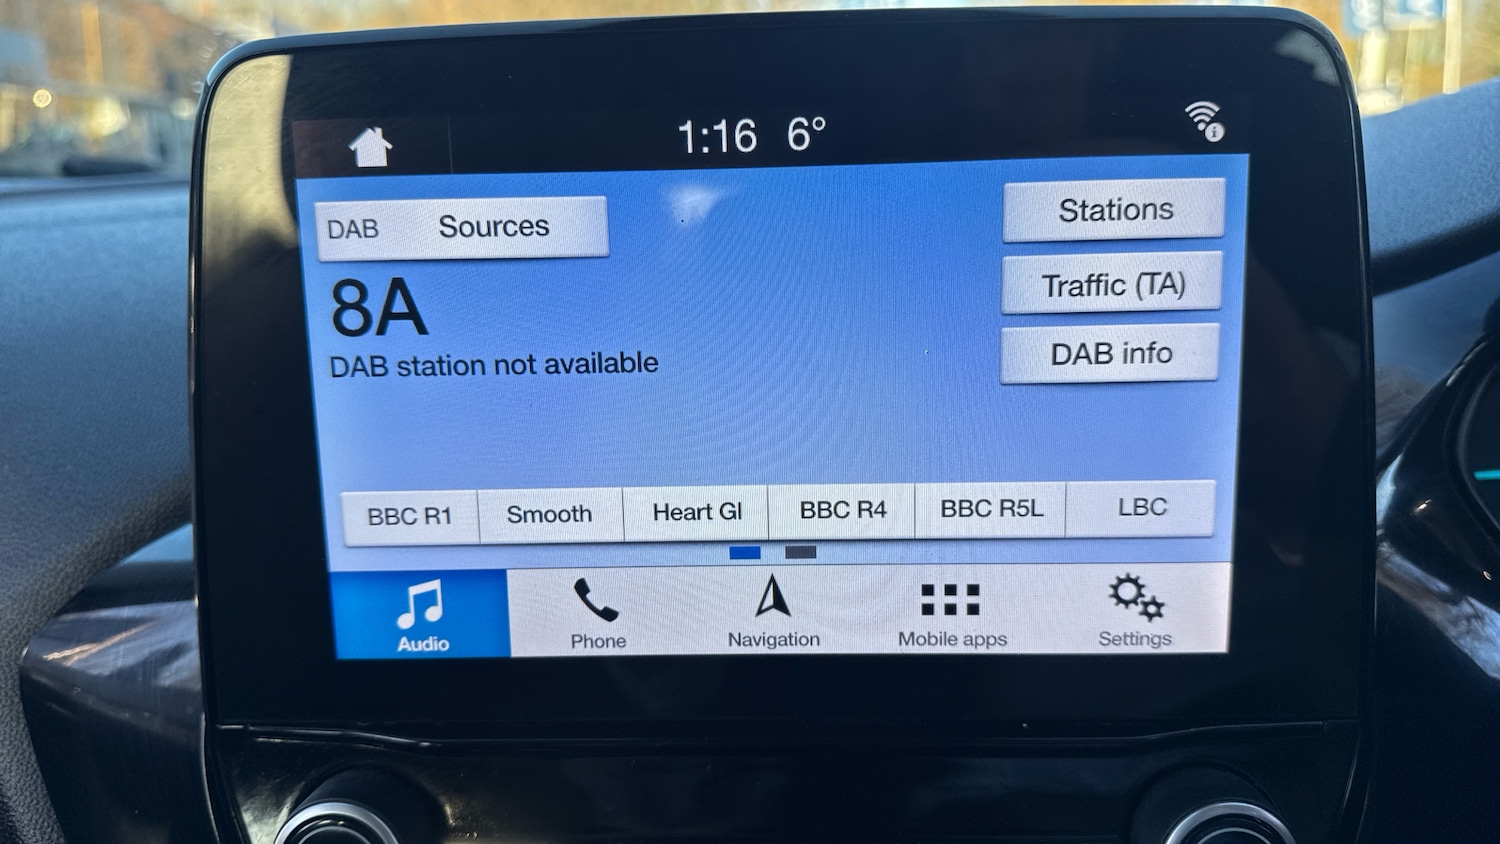 1:16 6°
DAB Sources
Stations
8A
Traffic (TA)
DAB station not available
DAB info
BBC R1 Smooth Heart Gl BBC R4 BBC R5L LBC
Audio Phone Navigation Mobile apps Settings